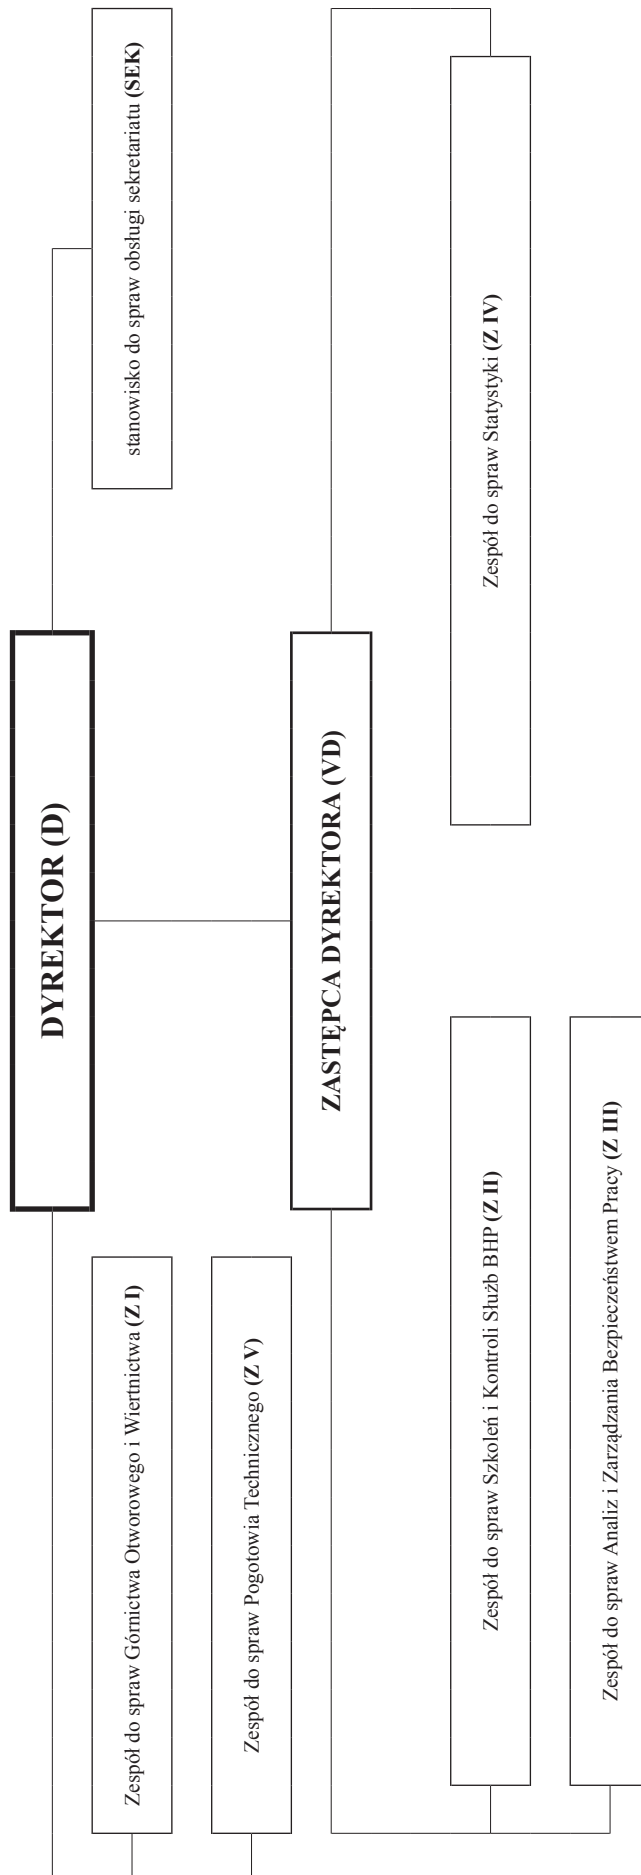 DYREKTOR (D)
Zespół do spraw Górnictwa Otworowego i Wiertnictwa (Z I)
stanowisko do spraw obsługi sekretariatu (SEK)
Zespół do spraw Pogotowia Technicznego (Z V)
ZASTĘPCA DYREKTORA (VD)
Zespół do spraw Szkoleń i Kontroli Służb BHP (Z II)
Zespół do spraw Statystyki (Z IV)
Zespół do spraw Analiz i Zarządzania Bezpieczeństwem Pracy (Z III)